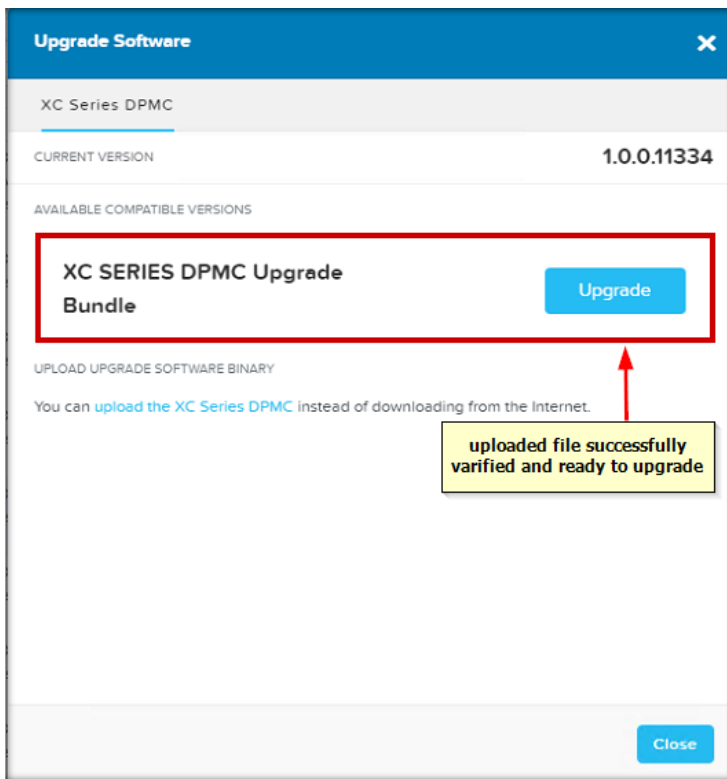 Upgrade Software
XC Series DPMC
CURRENT VERSION 1.0.0.11334
AVAILABLE COMPATIBLE VERSIONS
XC SERIES DPMC Upgrade
Bundle
Upgrade
UPLOAD UPGRADE SOFTWARE BINARY
You can upload the XC Series DPMC instead of downloading from the Internet.
uploaded file successfully
varified and ready to upgrade
Close